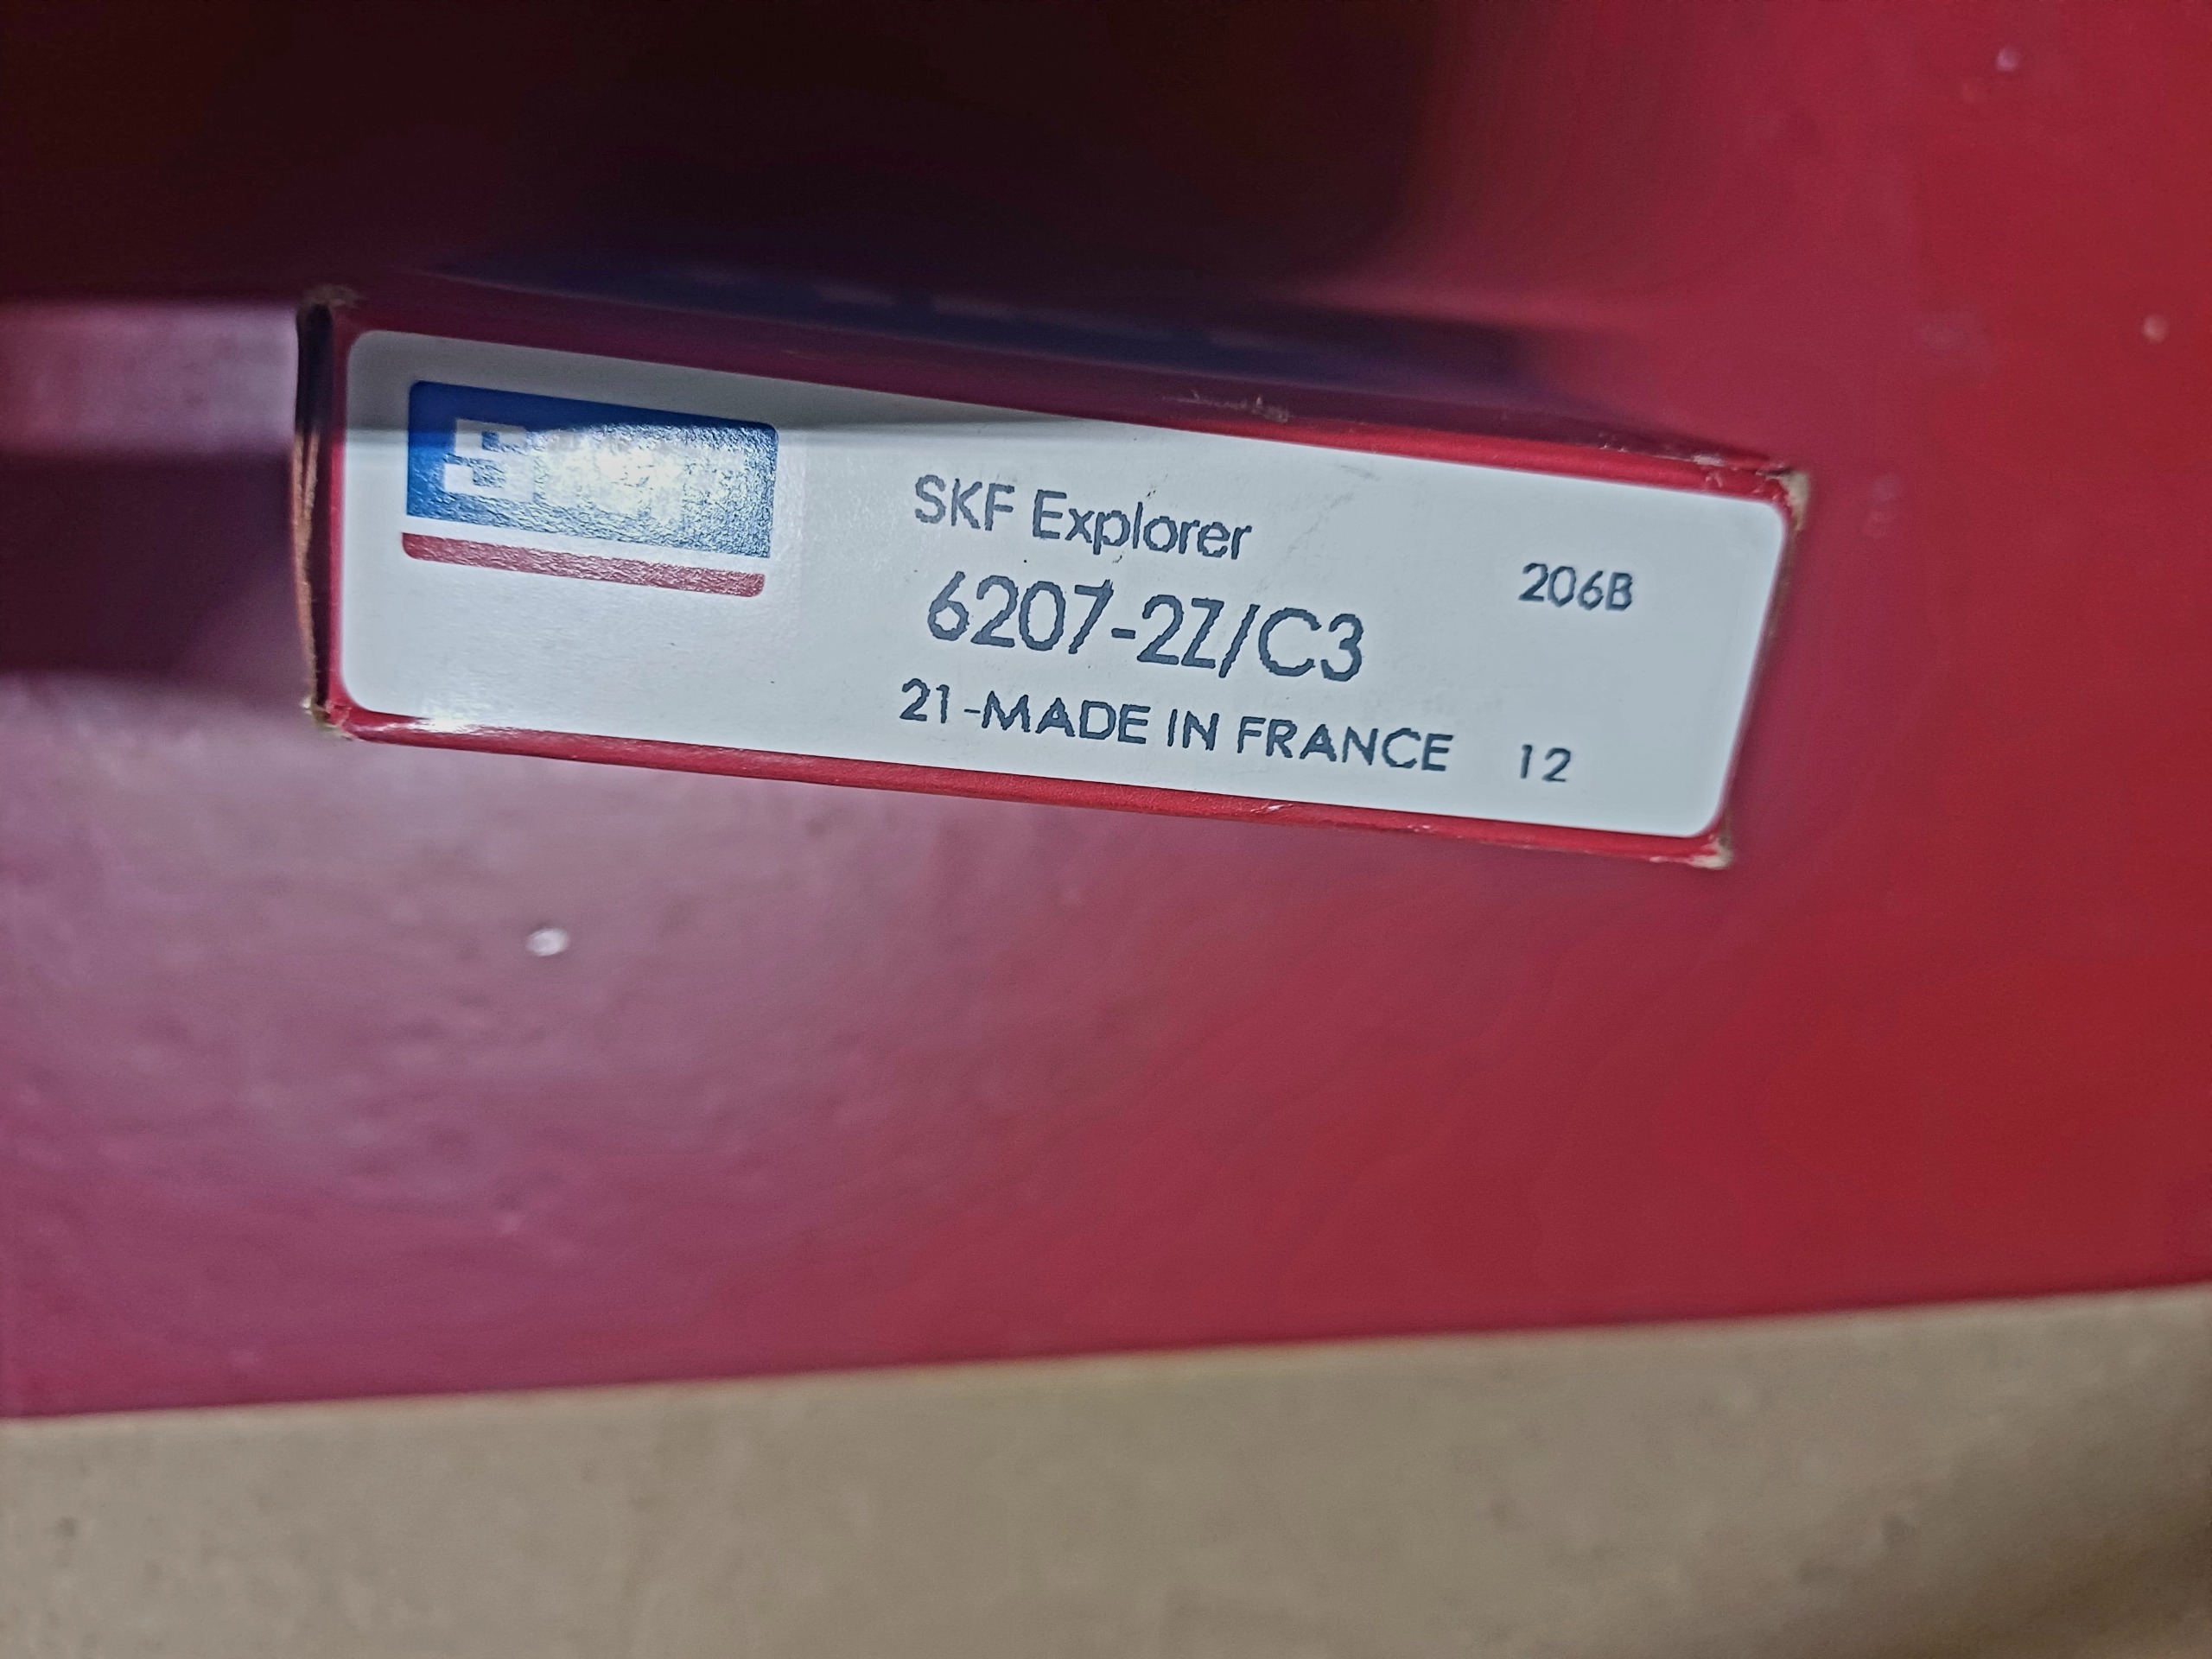 SKF Explorer
206B
6207-2Z/C3
21-MADE IN FRANCE 12